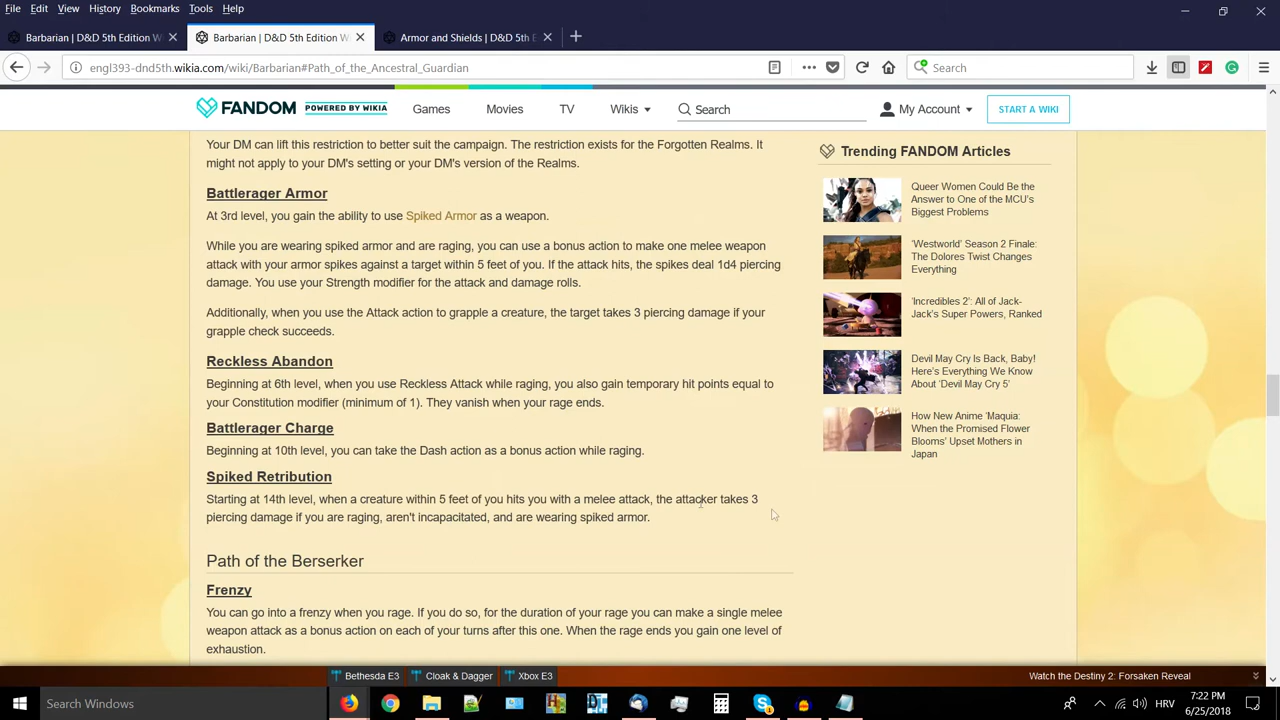 File Edit View History Bookmarks Tools Help
Barbarian | D&D 5th Edition W
Barbarian | D&D 5th Edition W
Armor and Shields | D&D 5th E
engl393-dnd5th.wikia.com/wiki/Barbarian#Path_of_the_Ancestral_Guardian
Search
FANDOM POWERED BY WIKIA Games Movies TV Wikis Search My Account START A WIKI
Your DM can lift this restriction to better suit the campaign. The restriction exists for the Forgotten Realms. It
might not apply to your DM's setting or your DM's version of the Realms.
Battlerager Armor
At 3rd level, you gain the ability to use Spiked Armor as a weapon.
While you are wearing spiked armor and are raging, you can use a bonus action to make one melee weapon
attack with your armor spikes against a target within 5 feet of you. If the attack hits, the spikes deal 1d4 piercing
damage. You use your Strength modifier for the attack and damage rolls.
Additionally, when you use the Attack action to grapple a creature, the target takes 3 piercing damage if your
grapple check succeeds.
Reckless Abandon
Beginning at 6th level, when you use Reckless Attack while raging, you also gain temporary hit points equal to
your Constitution modifier (minimum of 1). They vanish when your rage ends.
Battlerager Charge
Beginning at 10th level, you can take the Dash action as a bonus action while raging.
Spiked Retribution
Starting at 14th level, when a creature within 5 feet of you hits you with a melee attack, the attacker takes 3
piercing damage if you are raging, aren't incapacitated, and are wearing spiked armor.
Path of the Berserker
Frenzy
You can go into a frenzy when you rage. If you do so, for the duration of your rage you can make a single melee
weapon attack as a bonus action on each of your turns after this one. When the rage ends you gain one level of
exhaustion.
Trending FANDOM Articles
Queer Women Could Be the
Answer to One of the MCU's
Biggest Problems
'Westworld' Season 2 Finale:
The Dolores Twist Changes
Everything
'Incredibles 2': All of Jack-
Jack's Super Powers, Ranked
Devil May Cry Is Back, Baby!
Here's Everything We Know
About 'Devil May Cry 5'
How New Anime 'Maquia:
When the Promised Flower
Blooms' Upset Mothers in
Japan
Bethesda E3 Cloak & Dagger Xbox E3 Watch the Destiny 2: Forsaken Reveal
Search Windows
HRV
7:22 PM
6/25/2018